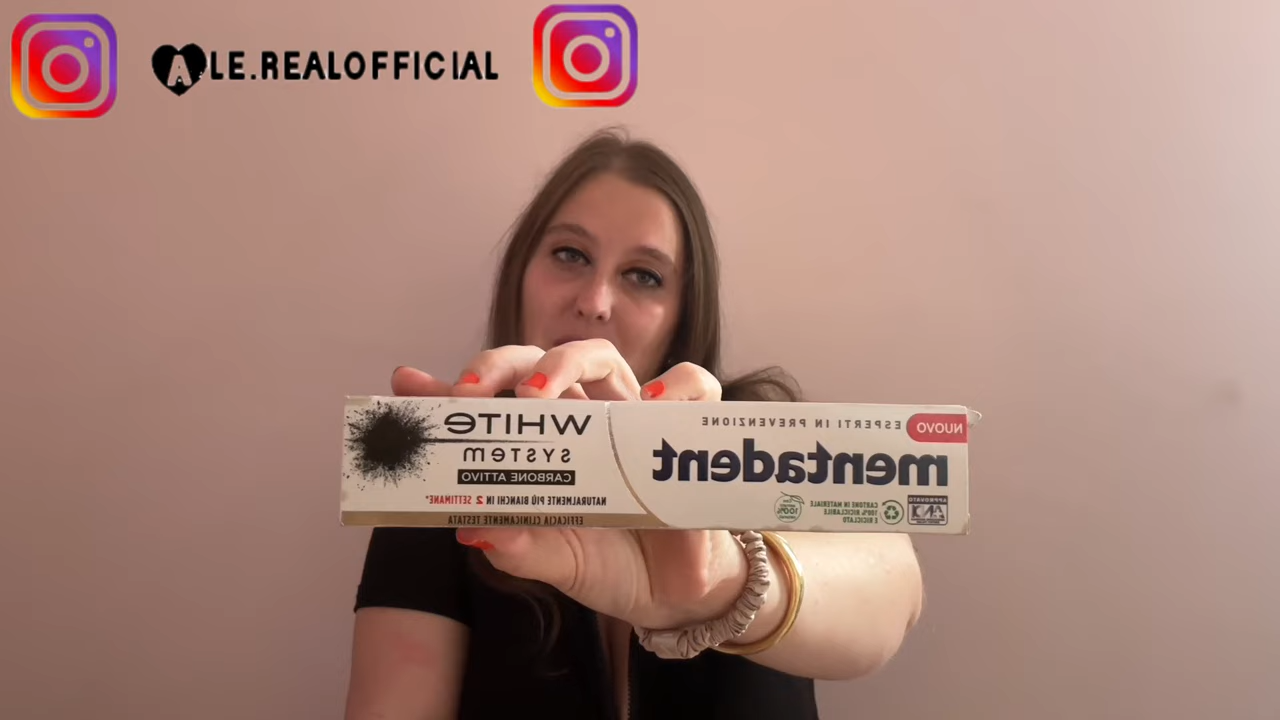 ALE.REALOFFICIAL
WHITE
SYSTEM
CARBONE ATTIVO
NATURALMENTE PIÙ BIANCHI IN 2 SETTIMANE*
EFFICACIA CLINICAMENTE TESTATA
NUOVO
ESPERTI IN PREVENZIONE
mentadent
CARTONE IN MATERIALE
100% RICICLABILE
E RICICLATO
100%
APPROVATO